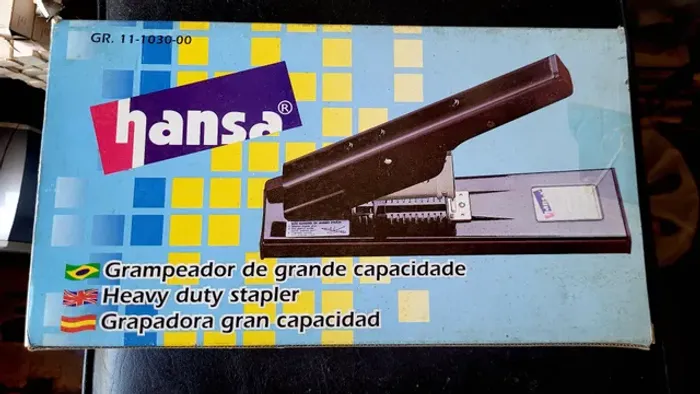 GR. 11-1030-00
hansa®
Grampeador de grande capacidade
Heavy duty stapler
Grapadora gran capacidad